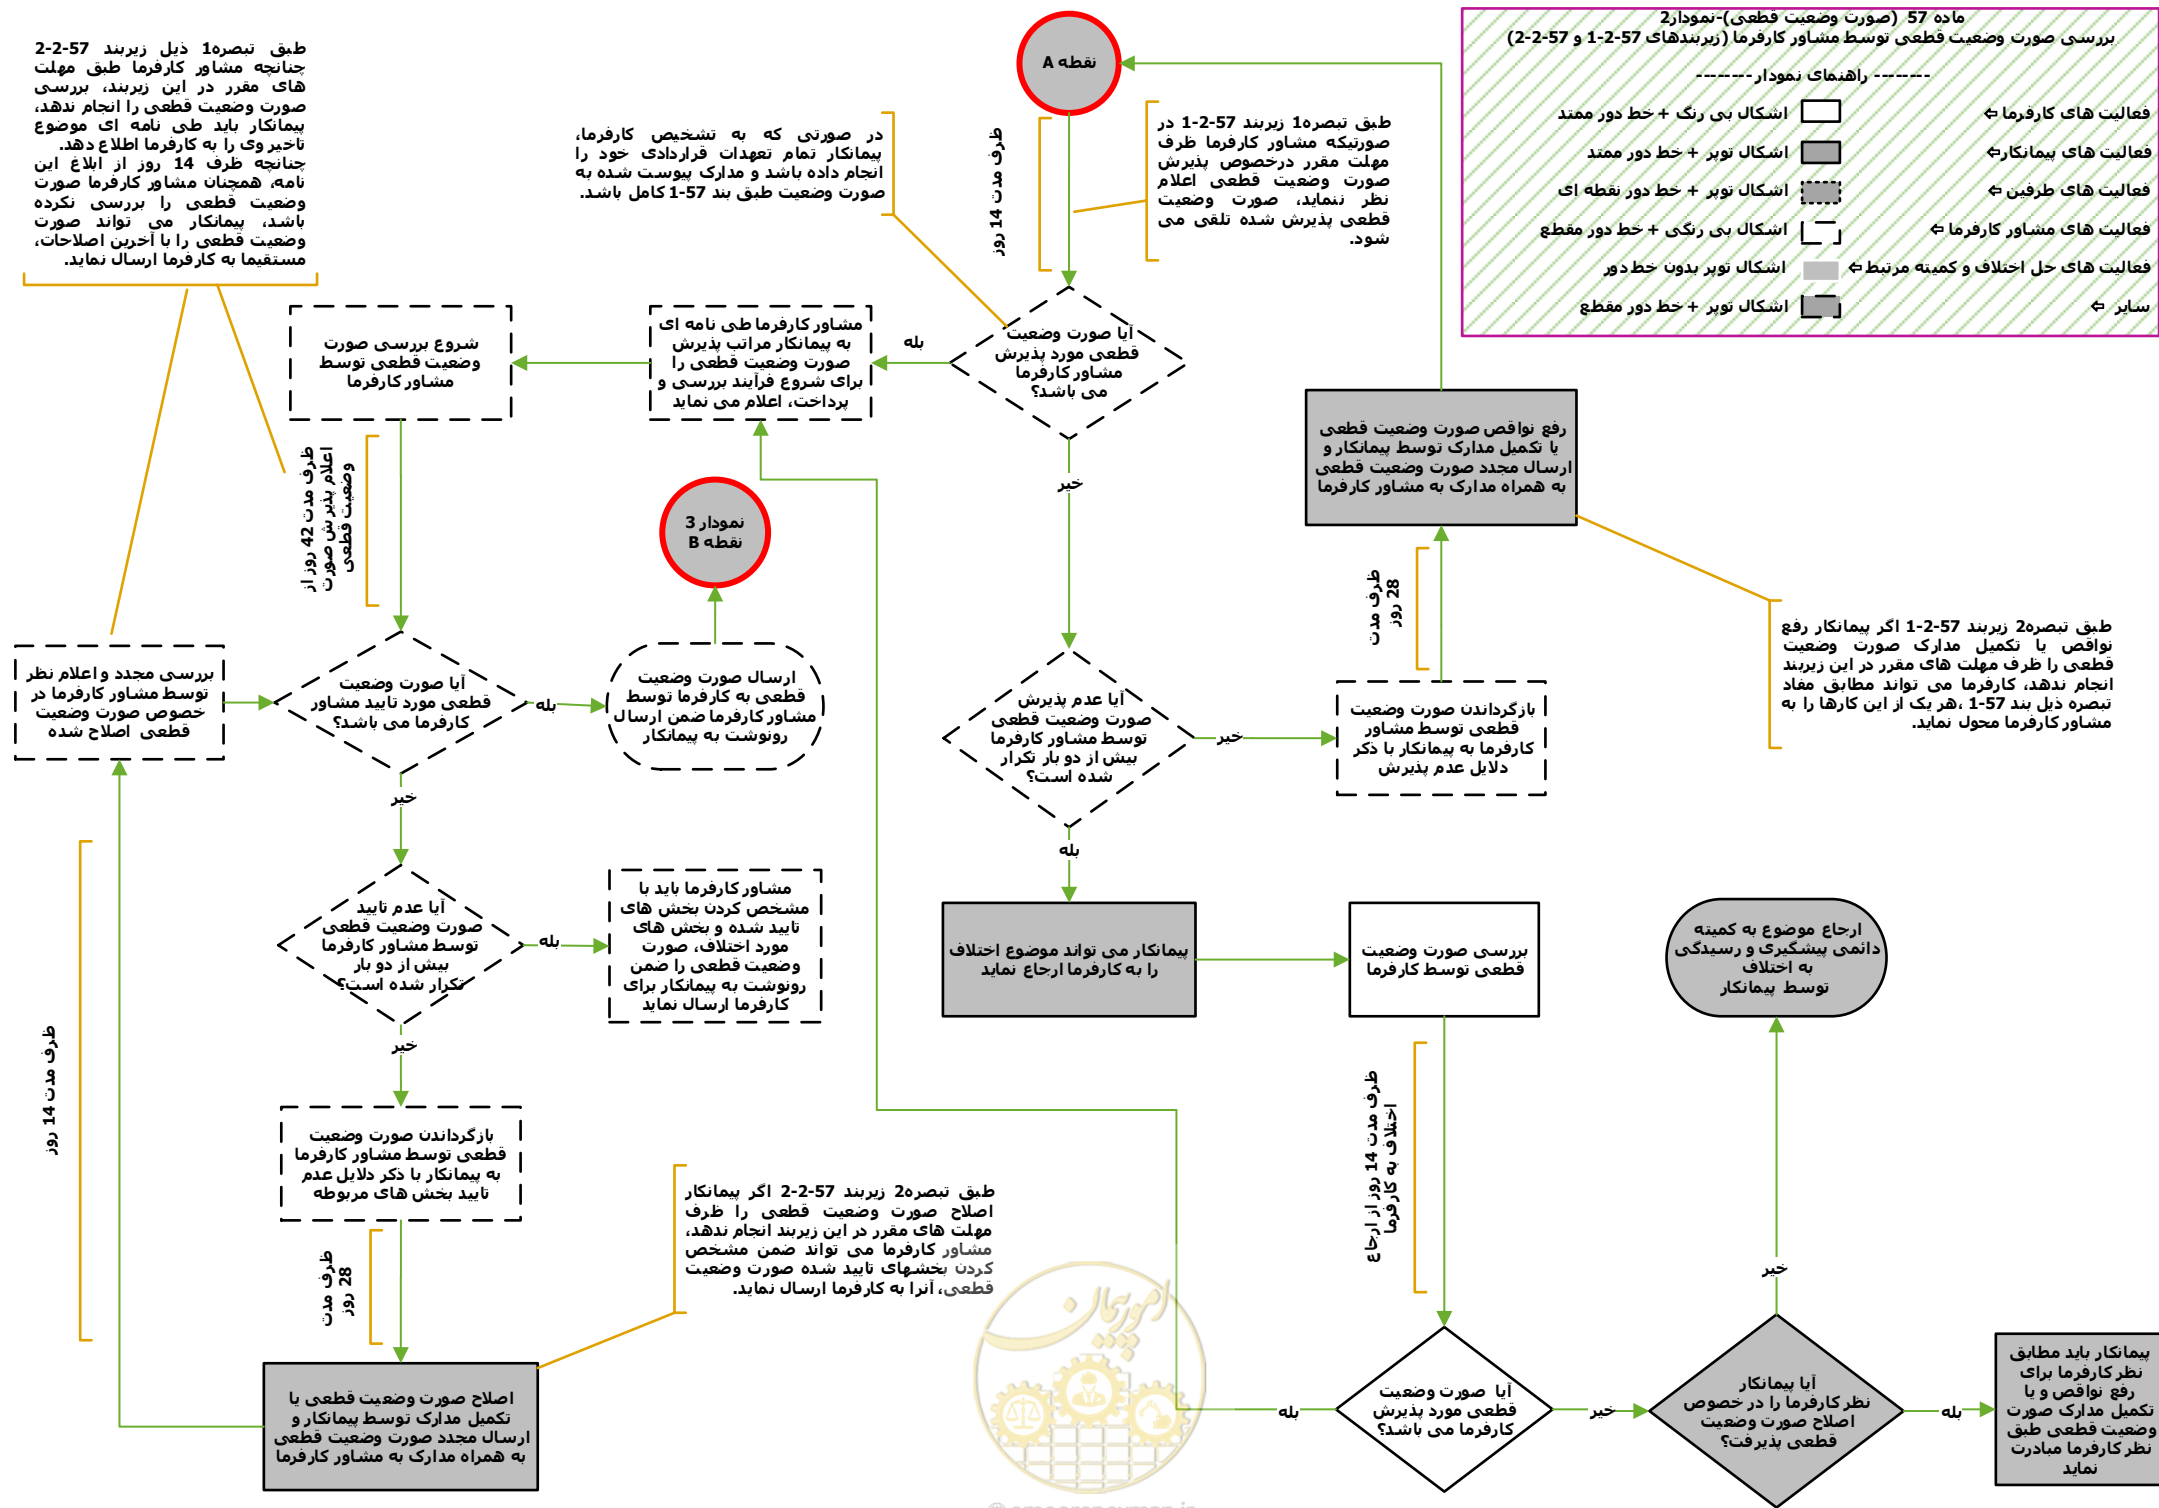 ماده 57 (صورت وضعیت قطعی)-نمودار2
بررسی صورت وضعیت قطعی توسط مشاور کارفرما (زیربندهای 57-2-1 و 57-2-2)
-------- راهنمای نمودار--------
فعالیت های کارفرما ⇦ اشکال بی رنگ + خط دور ممتد
فعالیت های پیمانکار⇦ اشکال توپر + خط دور ممتد
فعالیت های طرفین ⇦ اشکال توپر + خط دور نقطه ای
فعالیت های مشاور کارفرما ⇦ اشکال بی رنگی + خط دور مقطع
فعالیت های حل اختلاف و کمیته مرتبط⇦ اشکال توپر بدون خط دور
سایر ⇦ اشکال توپر + خط دور مقطع
نقطه A
ظرف مدت 14 روز
طبق تبصره1 زیربند 57-2-1 در
صورتیکه مشاور کارفرما ظرف
مهلت مقرر درخصوص پذیرش
صورت وضعیت قطعی اعلام
نظر ننماید، صورت وضعیت
قطعی پذیرش شده تلقی می
شود.
در صورتی که به تشخیص کارفرما،
پیمانکار تمام تعهدات قراردادی خود را
انجام داده باشد و مدارک پیوست شده به
صورت وضعیت طبق بند 57-1 کامل باشد.
طبق تبصره1 ذیل زیربند 57-2-2
چنانچه مشاور کارفرما طبق مهلت
های مقرر در این زیربند، بررسی
صورت وضعیت قطعی را انجام ندهد،
پیمانکار باید طی نامه ای موضوع
تاخیر وی را به کارفرما اطلاع دهد.
چنانچه ظرف 14 روز از ابلاغ این
نامه، همچنان مشاور کارفرما صورت
وضعیت قطعی را بررسی نکرده
باشد، پیمانکار می تواند صورت
وضعیت قطعی را با آخرین اصلاحات،
مستقیما به کارفرما ارسال نماید.
آیا صورت وضعیت
قطعی مورد پذیرش
مشاور کارفرما
می باشد؟
بله
خیر
مشاور کارفرما طی نامه ای
به پیمانکار مراتب پذیرش
صورت وضعیت قطعی را
برای شروع فرآیند بررسی و
پرداخت، اعلام می نماید
شروع بررسی صورت
وضعیت قطعی توسط
مشاور کارفرما
ظرف مدت 42 روز از
اعلام پذیرش صورت
وضعیت قطعی
رفع نواقص صورت وضعیت قطعی
یا تکمیل مدارک توسط پیمانکار و
ارسال مجدد صورت وضعیت قطعی
به همراه مدارک به مشاور کارفرما
ظرف مدت
28 روز
طبق تبصره2 زیربند 57-2-1 اگر پیمانکار رفع
نواقص یا تکمیل مدارک صورت وضعیت
قطعی را ظرف مهلت های مقرر در این زیربند
انجام ندهد، کارفرما می تواند مطابق مفاد
تبصره ذیل بند 57-1 ،هر یک از این کارها را به
مشاور کارفرما محول نماید.
نمودار 3
نقطه B
ارسال صورت وضعیت
قطعی به کارفرما توسط
مشاور کارفرما ضمن ارسال
رونوشت به پیمانکار
آیا صورت وضعیت
قطعی مورد تایید مشاور
کارفرما می باشد؟
بله
خیر
بررسی مجدد و اعلام نظر
توسط مشاور کارفرما در
خصوص صورت وضعیت
قطعی اصلاح شده
آیا عدم پذیرش
صورت وضعیت قطعی
توسط مشاور کارفرما
بیش از دو بار تکرار
شده است؟
خیر
بله
بازگرداندن صورت وضعیت
قطعی توسط مشاور
کارفرما به پیمانکار با ذکر
دلایل عدم پذیرش
آیا عدم تایید
صورت وضعیت قطعی
توسط مشاور کارفرما
بیش از دو بار
تکرار شده است؟
بله
خیر
مشاور کارفرما باید با
مشخص کردن بخش های
تایید شده و بخش های
مورد اختلاف، صورت
وضعیت قطعی را ضمن
رونوشت به پیمانکار برای
کارفرما ارسال نماید
پیمانکار می تواند موضوع اختلاف
را به کارفرما ارجاع نماید
بررسی صورت وضعیت
قطعی توسط کارفرما
ارجاع موضوع به کمیته
دائمی پیشگیری و رسیدگی
به اختلاف
توسط پیمانکار
ظرف مدت 14 روز از ارجاع
اختلاف به کارفرما
ظرف مدت 14 روز
بازگرداندن صورت وضعیت
قطعی توسط مشاور کارفرما
به پیمانکار با ذکر دلایل عدم
تایید بخش های مربوطه
ظرف مدت
28 روز
طبق تبصره2 زیربند 57-2-2 اگر پیمانکار
اصلاح صورت وضعیت قطعی را ظرف
مهلت های مقرر در این زیربند انجام ندهد،
مشاور کارفرما می تواند ضمن مشخص
کردن بخشهای تایید شده صورت وضعیت
قطعی، آنرا به کارفرما ارسال نماید.
اصلاح صورت وضعیت قطعی یا
تکمیل مدارک توسط پیمانکار و
ارسال مجدد صورت وضعیت قطعی
به همراه مدارک به مشاور کارفرما
امور پیمان
آیا صورت وضعیت
قطعی مورد پذیرش
کارفرما می باشد؟
بله
خیر
آیا پیمانکار
نظر کارفرما را در خصوص
اصلاح صورت وضعیت
قطعی پذیرفت؟
خیر
بله
پیمانکار باید مطابق
نظر کارفرما برای
رفع نواقص و یا
تکمیل مدارک صورت
وضعیت قطعی طبق
نظر کارفرما مبادرت
نماید